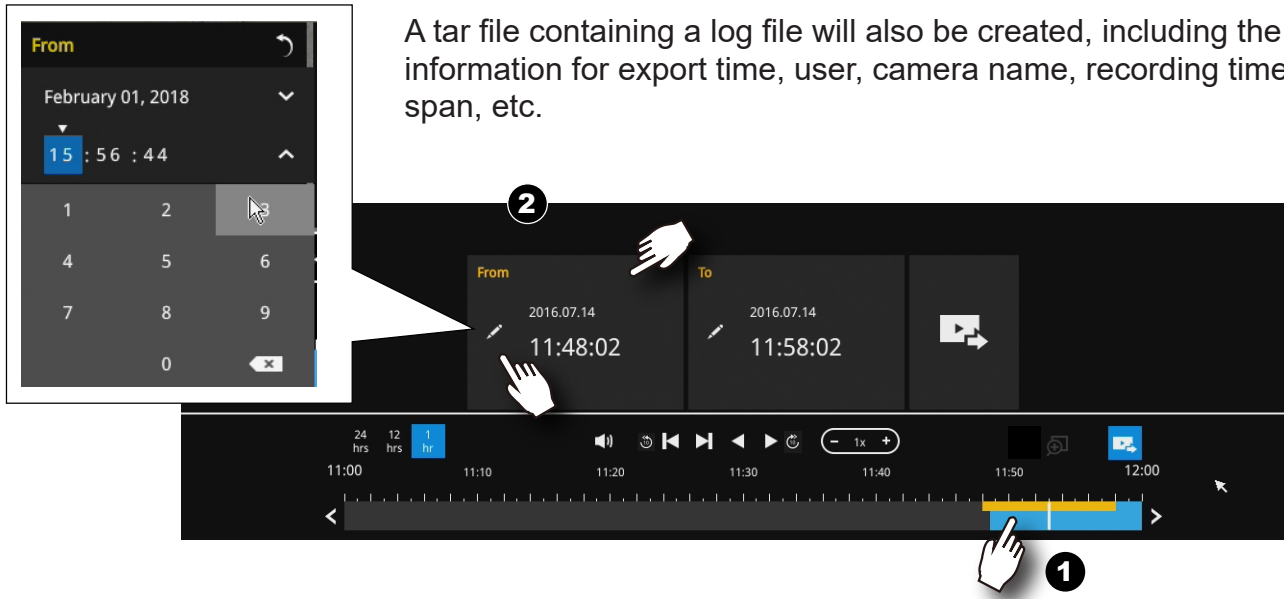 A tar file containing a log file will also be created, including the
information for export time, user, camera name, recording time
span, etc.
From
February 01, 2018
15 : 56 : 44
1 2 3
4 5 6
7 8 9
0
2
From
2016.07.14
11:48:02
To
2016.07.14
11:58:02
24
hrs
12
hrs
1
hr
10
1x
10
11:00 11:10 11:20 11:30 11:40 11:50 12:00
1